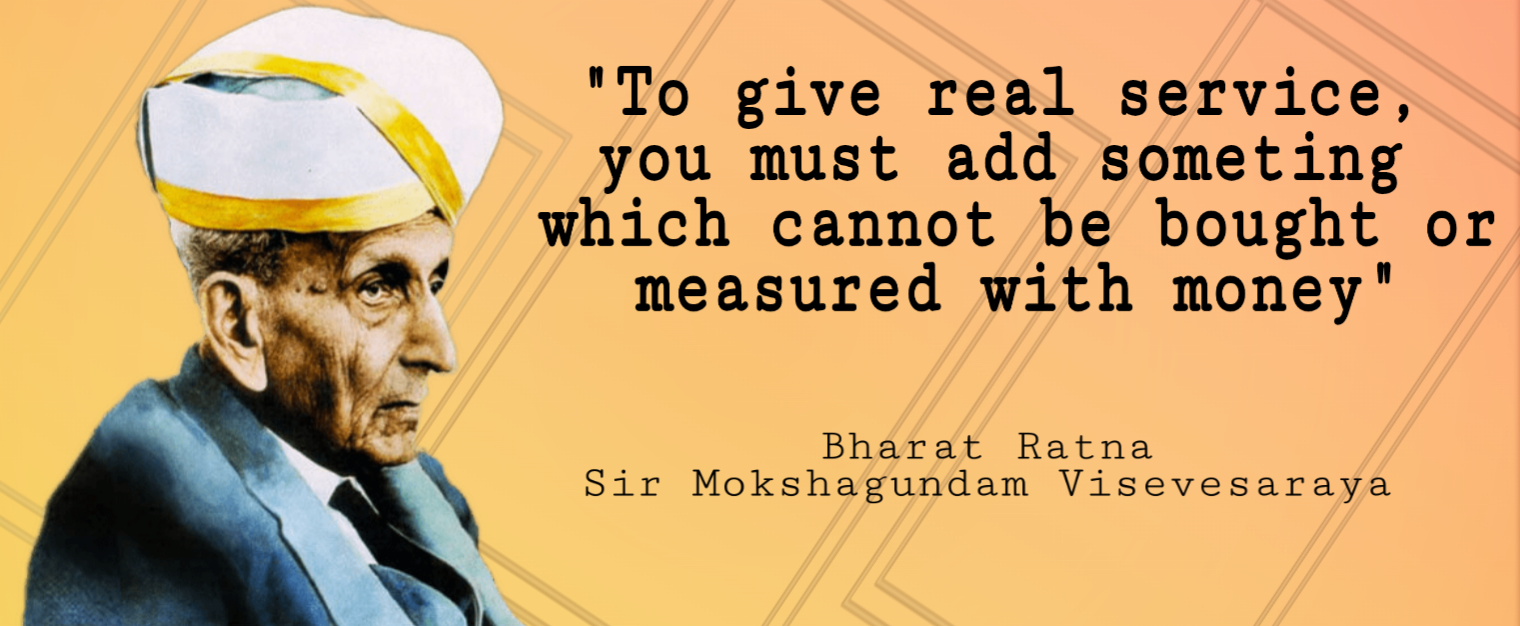 "To give real service,
you must add someting
which cannot be bought or
measured with money"
Bharat Ratna
Sir Mokshagundam Visevesaraya